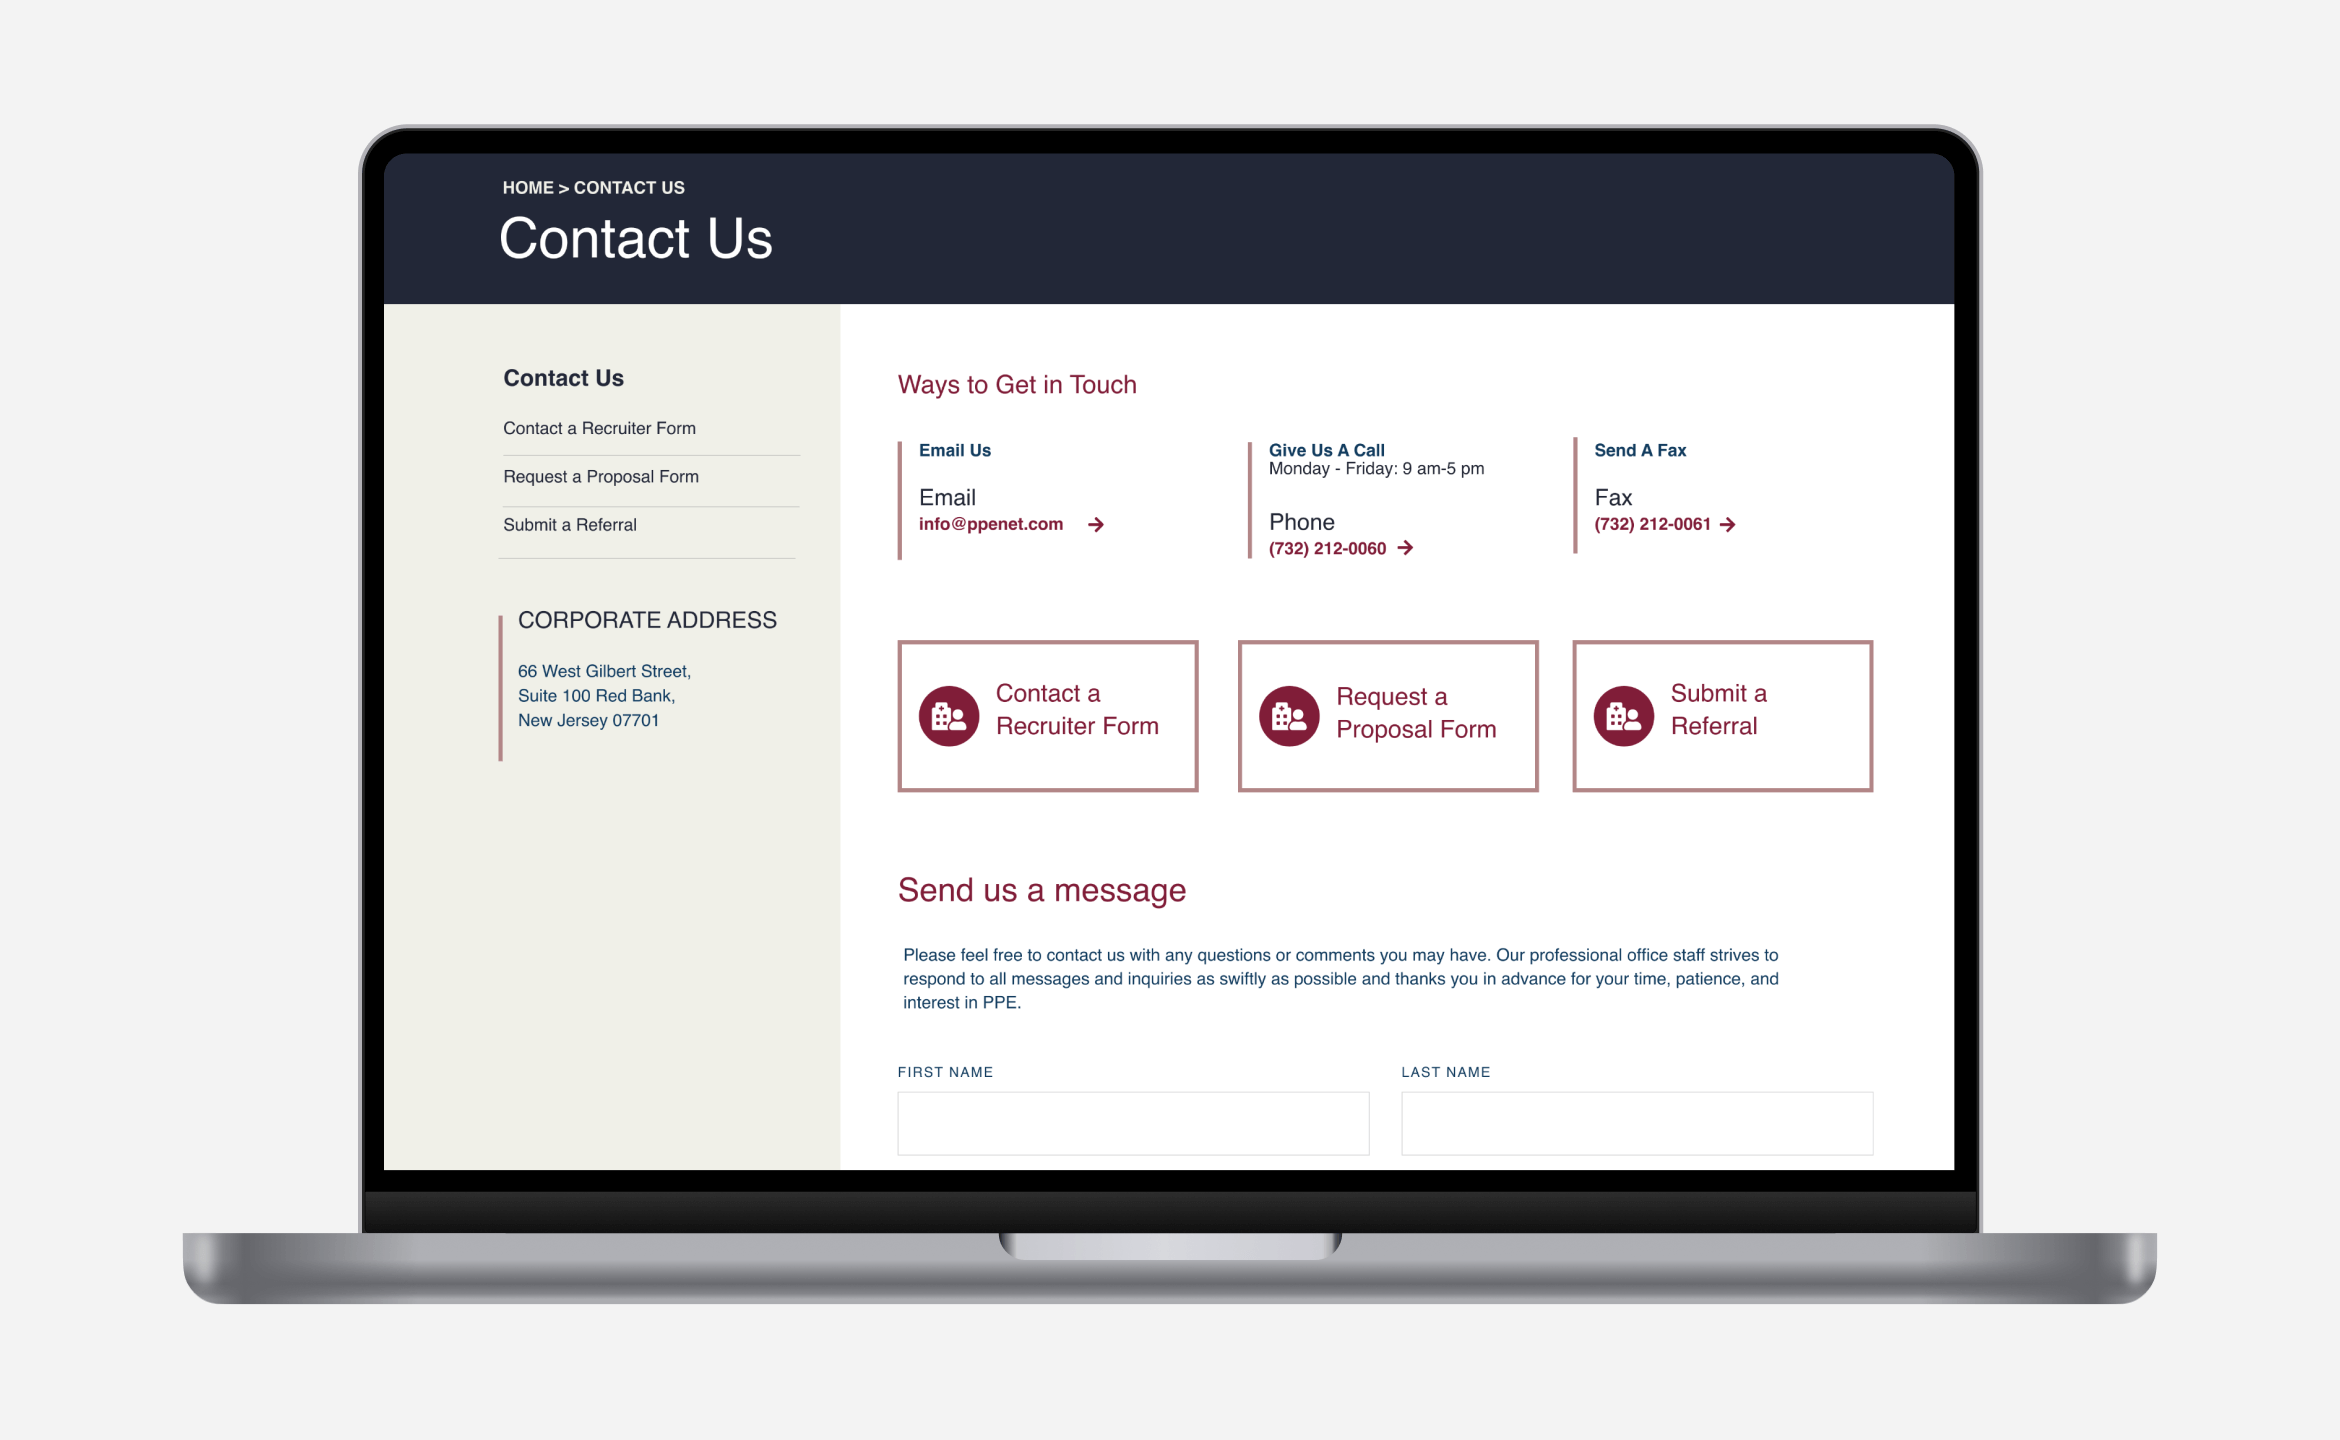 HOME > CONTACT US
Contact Us
Contact Us
Contact a Recruiter Form
Request a Proposal Form
Submit a Referral
CORPORATE ADDRESS
66 West Gilbert Street,
Suite 100 Red Bank,
New Jersey 07701
Ways to Get in Touch
Email Us
Email
info@ppenet.com
Give Us A Call
Monday - Friday: 9 am-5 pm
Phone
(732) 212-0060
Send A Fax
Fax
(732) 212-0061
Contact a
Recruiter Form
Request a
Proposal Form
Submit a
Referral
Send us a message
Please feel free to contact us with any questions or comments you may have. Our professional office staff strives to
respond to all messages and inquiries as swiftly as possible and thanks you in advance for your time, patience, and
interest in PPE.
FIRST NAME
LAST NAME